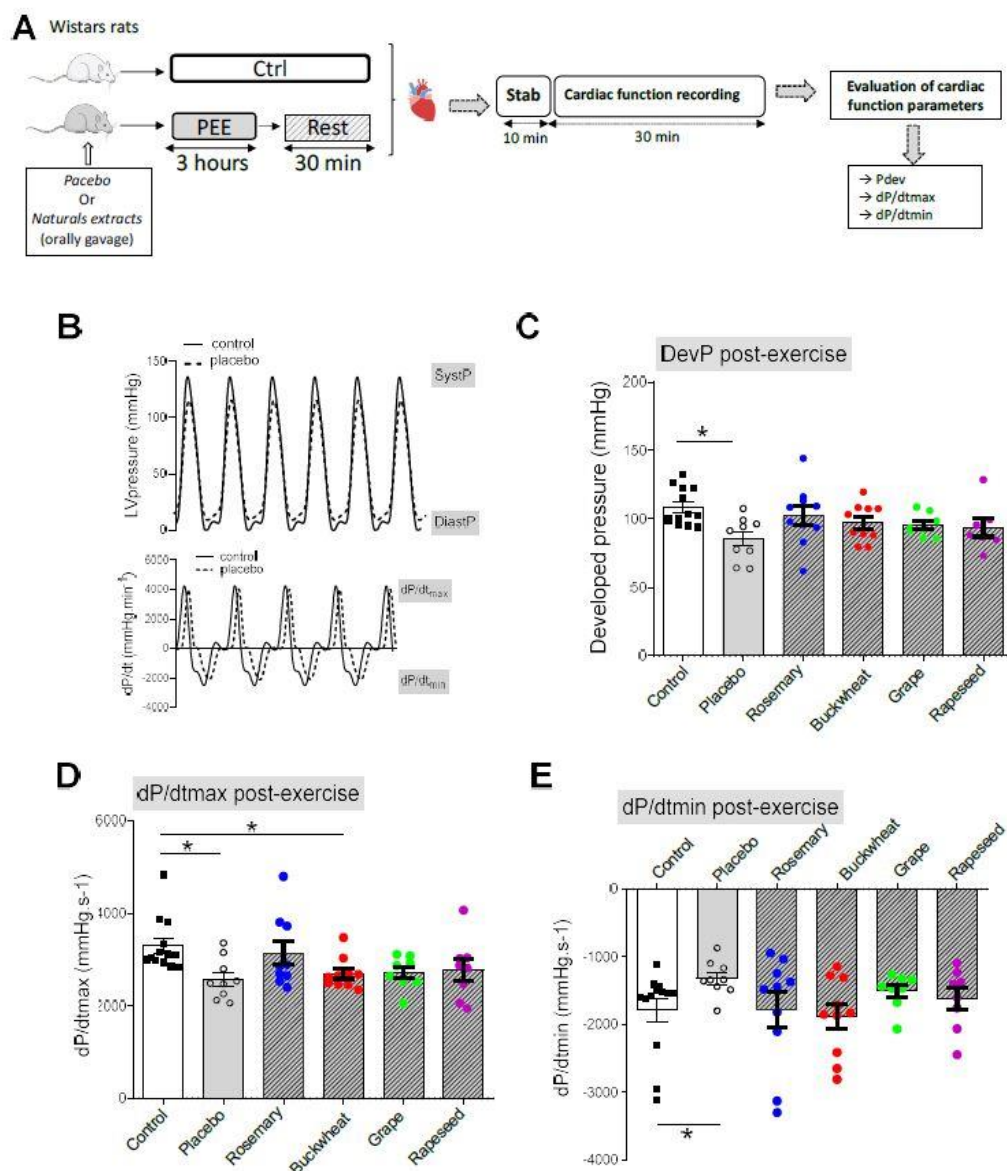 A
Wistars rats
Ctrl
PEE
Rest
3 hours
30 min
Pacebo
Or
Naturals extracts
(orally gavage)
Stab
Cardiac function recording
10 min
30 min
Evaluation of cardiac
function parameters
→ Pdev
→ dP/dtmax
→ dP/dtmin
B
control
placebo
150
100
50
0
LVpressure (mmHg)
SystP
DiastP
control
placebo
6000
4000
2000
0
-2000
-4000
dP/dt (mmHg.min⁻¹)
dP/dtmax
dP/dtmin
C
DevP post-exercise
200
150
100
50
0
Developed pressure (mmHg)
*
Control
Placebo
Rosemary
Buckwheat
Grape
Rapeseed
D
dP/dtmax post-exercise
6000
4000
2000
0
dP/dtmax (mmHg.s-1)
*
*
Control
Placebo
Rosemary
Buckwheat
Grape
Rapeseed
E
dP/dtmin post-exercise
Control
Placebo
Rosemary
Buckwheat
Grape
Rapeseed
0
-1000
-2000
-3000
-4000
dP/dtmin (mmHg.s-1)
*